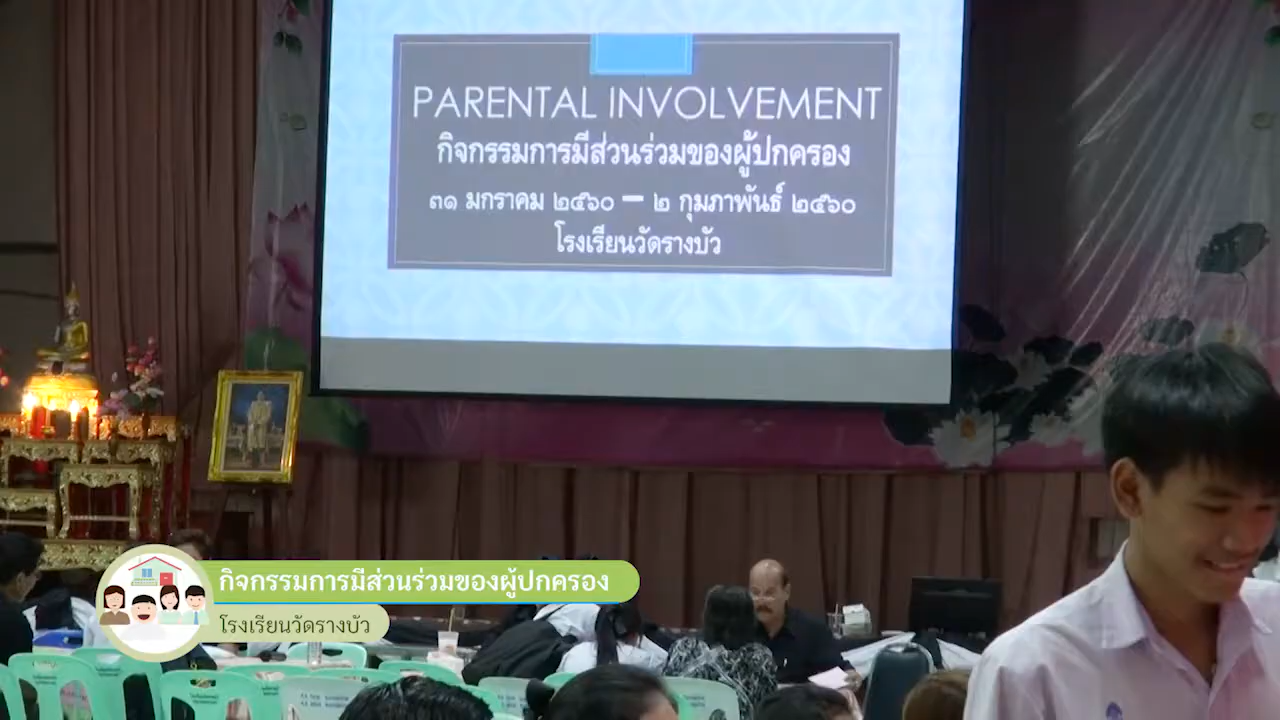 PARENTAL INVOLVEMENT
กิจกรรมการมีส่วนร่วมของผู้ปกครอง
๓๑ มกราคม ๒๕๖๐ – ๒ กุมภาพันธ์ ๒๕๖๐
โรงเรียนวัดรางบัว
กิจกรรมการมีส่วนร่วมของผู้ปกครอง
โรงเรียนวัดรางบัว